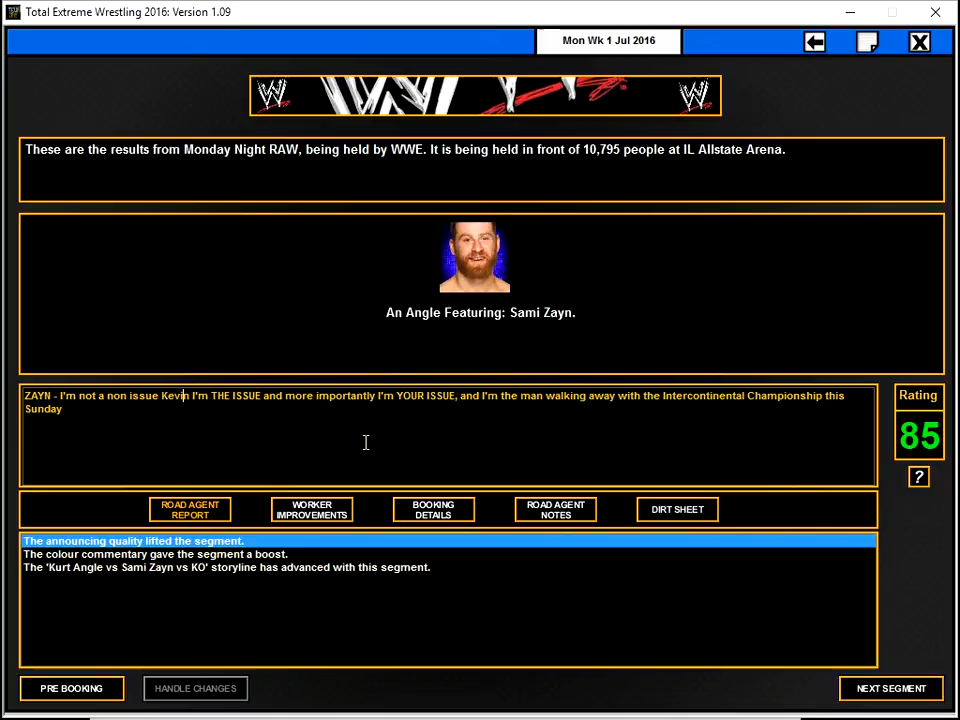 Total Extreme Wrestling 2016: Version 1.09
Mon Wk 1 Jul 2016
These are the results from Monday Night RAW, being held by WWE. It is being held in front of 10,795 people at IL Allstate Arena.
An Angle Featuring: Sami Zayn.
ZAYN - I'm not a non issue Kevin I'm THE ISSUE and more importantly I'm YOUR ISSUE, and I'm the man walking away with the Intercontinental Championship this
Sunday
Rating
85
?
ROAD AGENT
REPORT
WORKER
IMPROVEMENTS
BOOKING
DETAILS
ROAD AGENT
NOTES
DIRT SHEET
The announcing quality lifted the segment.
The colour commentary gave the segment a boost.
The 'Kurt Angle vs Sami Zayn vs KO' storyline has advanced with this segment.
PRE BOOKING
HANDLE CHANGES
NEXT SEGMENT